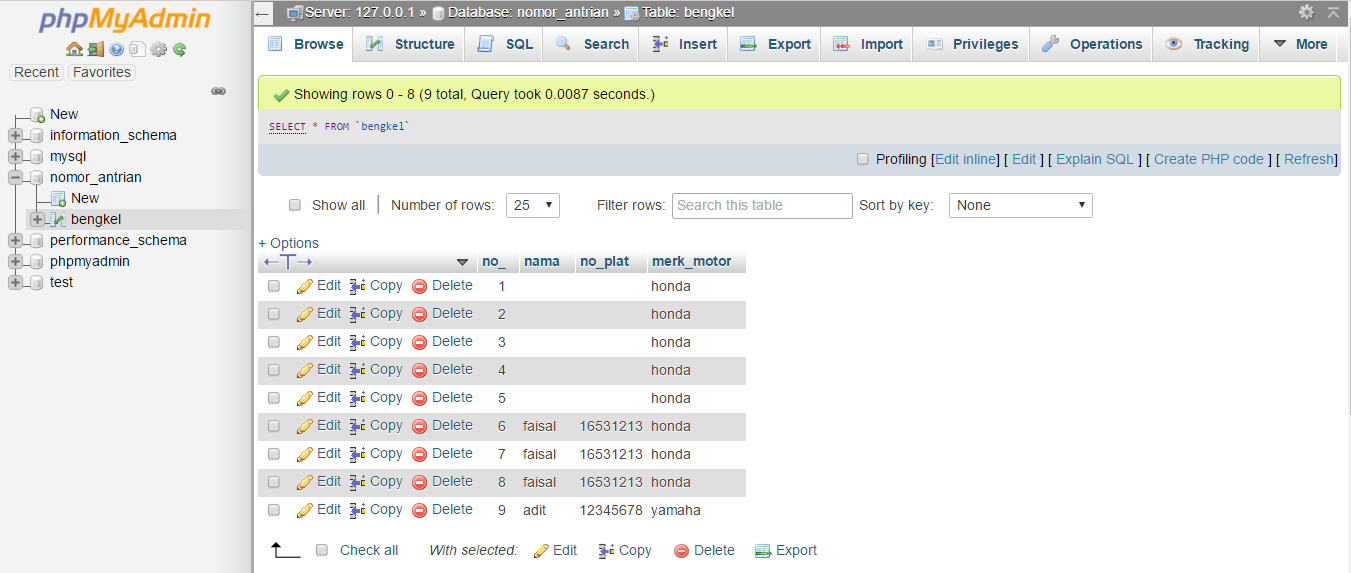 phpMyAdmin
Recent Favorites
New
information_schema
mysql
nomor_antrian
New
bengkel
performance_schema
phpmyadmin
test
Server: 127.0.0.1 » Database: nomor_antrian » Table: bengkel
Browse Structure SQL Search Insert Export Import Privileges Operations Tracking More
Showing rows 0 - 8 (9 total, Query took 0.0087 seconds.)
SELECT * FROM `bengkel`
Profiling [Edit inline] [ Edit ] [ Explain SQL ] [ Create PHP code ] [ Refresh]
Show all | Number of rows: 25 Filter rows: Search this table Sort by key: None
+ Options
no_ nama no_plat merk_motor
Edit Copy Delete 1 honda
Edit Copy Delete 2 honda
Edit Copy Delete 3 honda
Edit Copy Delete 4 honda
Edit Copy Delete 5 honda
Edit Copy Delete 6 faisal 16531213 honda
Edit Copy Delete 7 faisal 16531213 honda
Edit Copy Delete 8 faisal 16531213 honda
Edit Copy Delete 9 adit 12345678 yamaha
Check all With selected: Edit Copy Delete Export